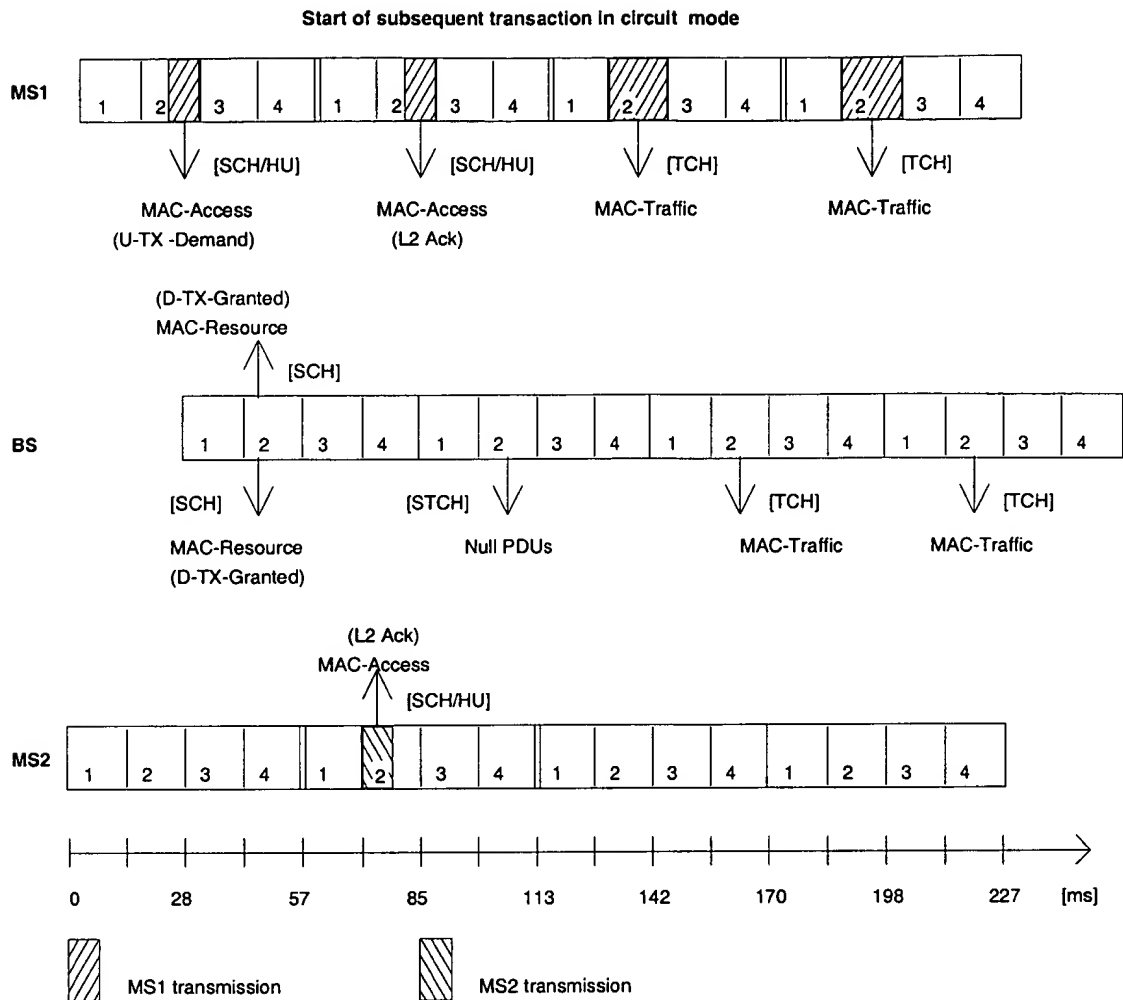 Start of subsequent transaction in circuit mode
MS1
1 2 3 4 1 2 3 4 1 2 3 4 1 2 3 4
[SCH/HU] [SCH/HU] [TCH] [TCH]
MAC-Access MAC-Access MAC-Traffic MAC-Traffic
(U-TX -Demand) (L2 Ack)
(D-TX-Granted)
MAC-Resource
[SCH]
BS
1 2 3 4 1 2 3 4 1 2 3 4 1 2 3 4
[SCH] [STCH] [TCH] [TCH]
MAC-Resource Null PDUs MAC-Traffic MAC-Traffic
(D-TX-Granted)
(L2 Ack)
MAC-Access
[SCH/HU]
MS2
1 2 3 4 1 2 3 4 1 2 3 4 1 2 3 4
0 28 57 85 113 142 170 198 227 [ms]
MS1 transmission MS2 transmission